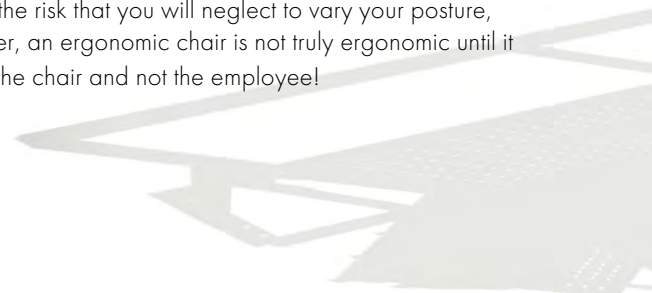 the risk that you will neglect to vary your posture,
er, an ergonomic chair is not truly ergonomic until it
he chair and not the employee!